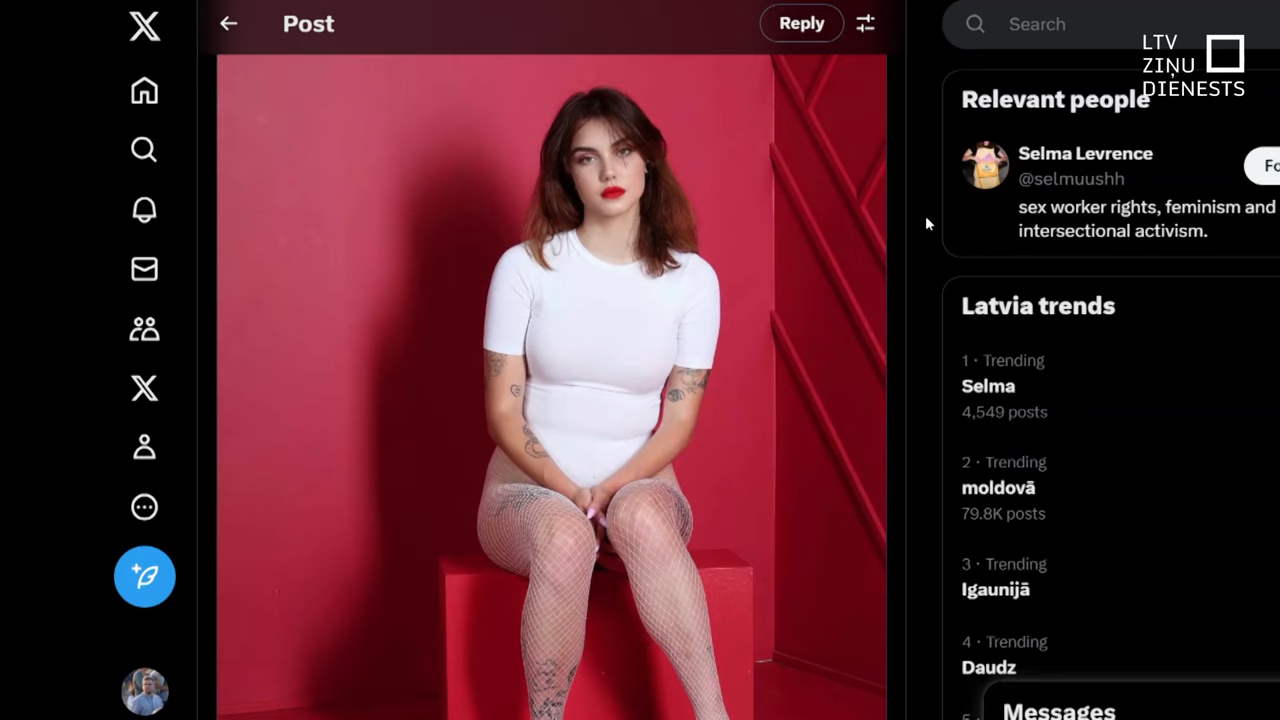 Post
Reply
Search
LTV
ZIŅU
DIENESTS
Relevant people
Selma Levrence
@selmuushh
Fo
sex worker rights, feminism and
intersectional activism.
Latvia trends
1 · Trending
Selma
4,549 posts
2 · Trending
moldovā
79.8K posts
3 · Trending
Igaunijā
4 · Trending
Daudz
5 ·
Messages